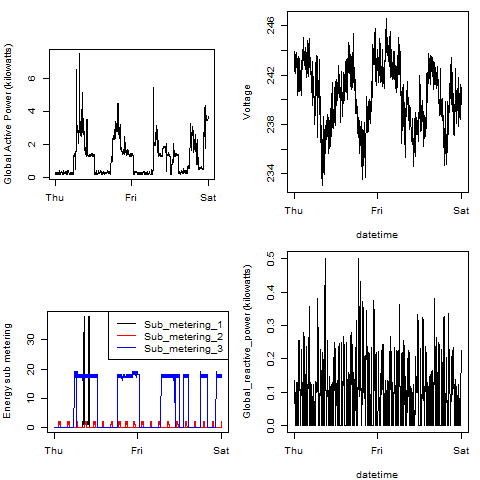 Global Active Power (kilowatts)
6
4
2
0
Thu
Fri
Sat
Voltage
246
242
238
234
Thu
Fri
Sat
datetime
Energy sub metering
30
20
10
0
Sub_metering_1
Sub_metering_2
Sub_metering_3
Thu
Fri
Sat
Global_reactive_power (kilowatts)
0.5
0.4
0.3
0.2
0.1
0.0
Thu
Fri
Sat
datetime